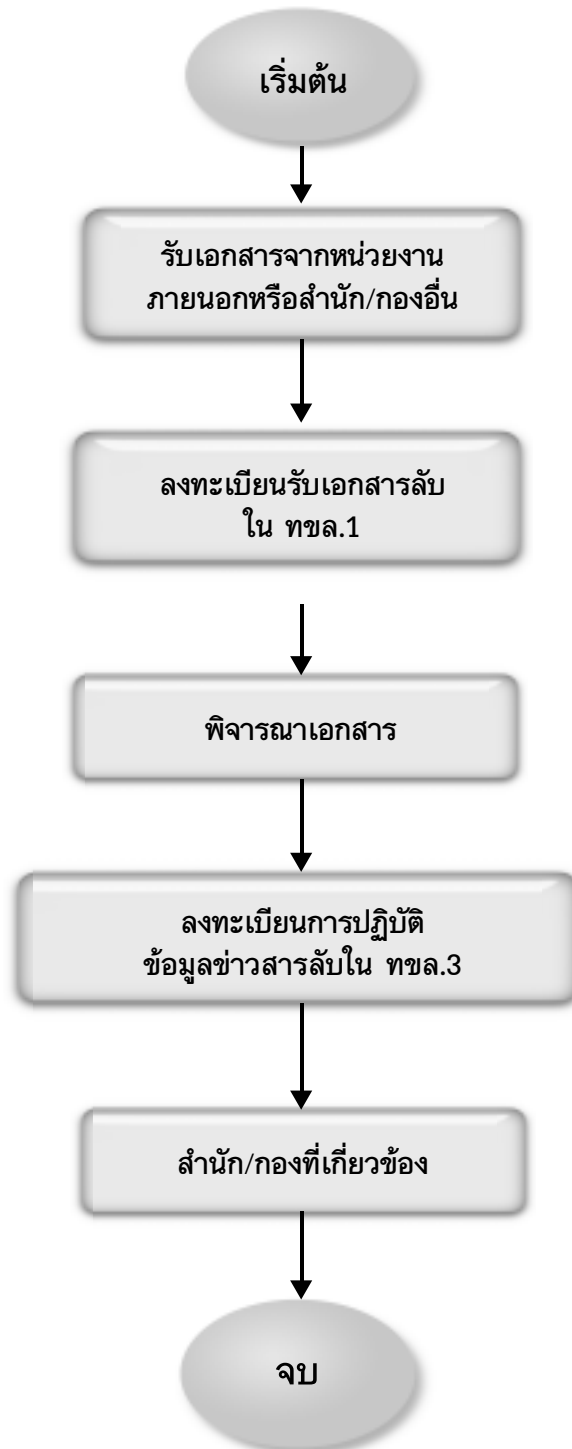 เริ่มต้น
รับเอกสารจากหน่วยงาน
ภายนอกหรือสำนัก/กองอื่น
ลงทะเบียนรับเอกสารลับ
ใน ทขล.1
พิจารณาเอกสาร
ลงทะเบียนการปฏิบัติ
ข้อมูลข่าวสารลับใน ทขล.3
สำนัก/กองที่เกี่ยวข้อง
จบ